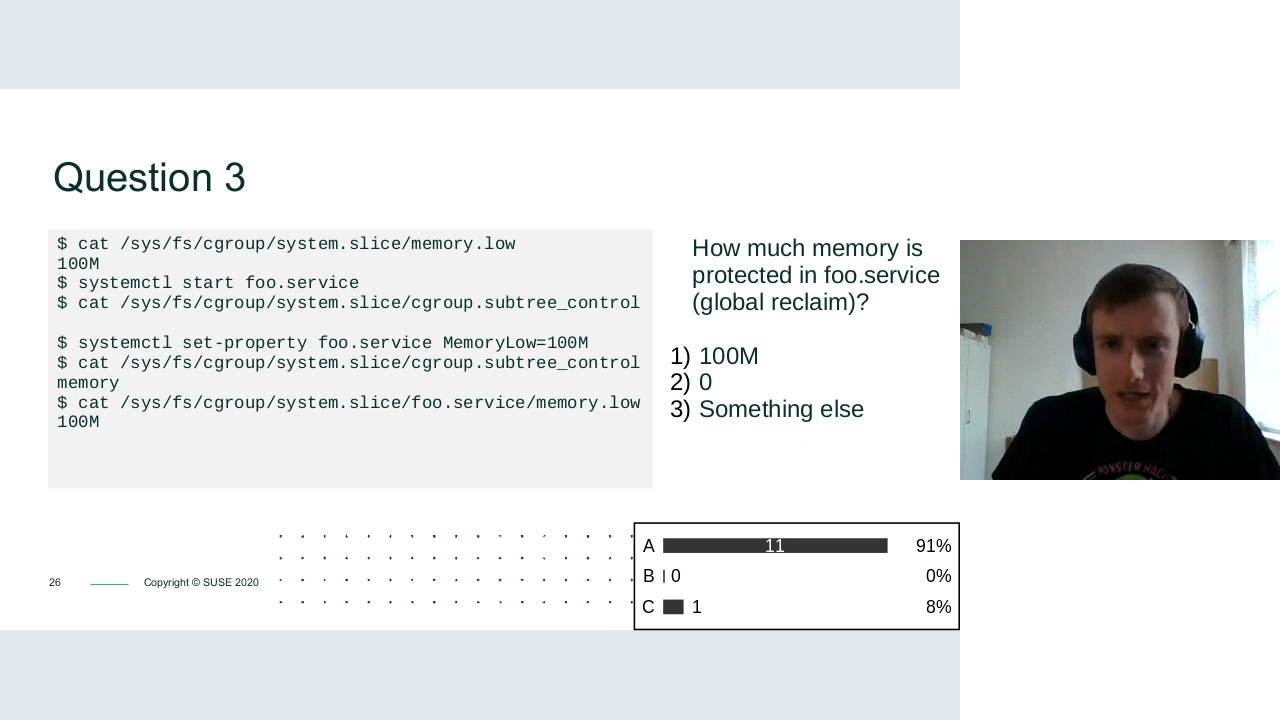 Question 3
$ cat /sys/fs/cgroup/system.slice/memory.low
100M
$ systemctl start foo.service
$ cat /sys/fs/cgroup/system.slice/cgroup.subtree_control
$ systemctl set-property foo.service MemoryLow=100M
$ cat /sys/fs/cgroup/system.slice/cgroup.subtree_control
memory
$ cat /sys/fs/cgroup/system.slice/foo.service/memory.low
100M
How much memory is
protected in foo.service
(global reclaim)?
1) 100M
2) 0
3) Something else
A 11 91%
B 0 0%
C 1 8%
26
Copyright © SUSE 2020